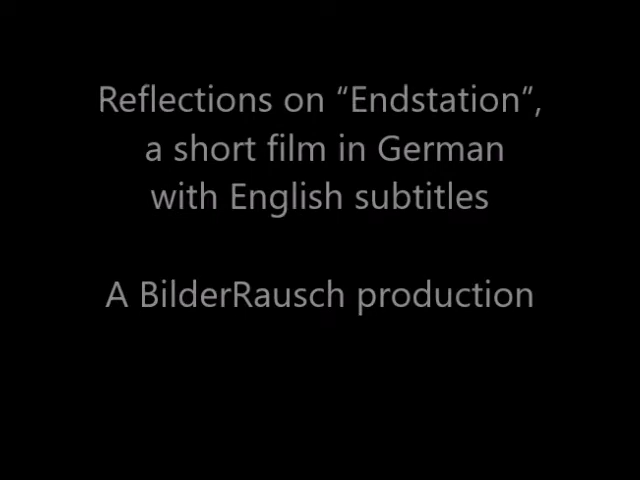 Reflections on “Endstation”,
a short film in German
with English subtitles
A BilderRausch production